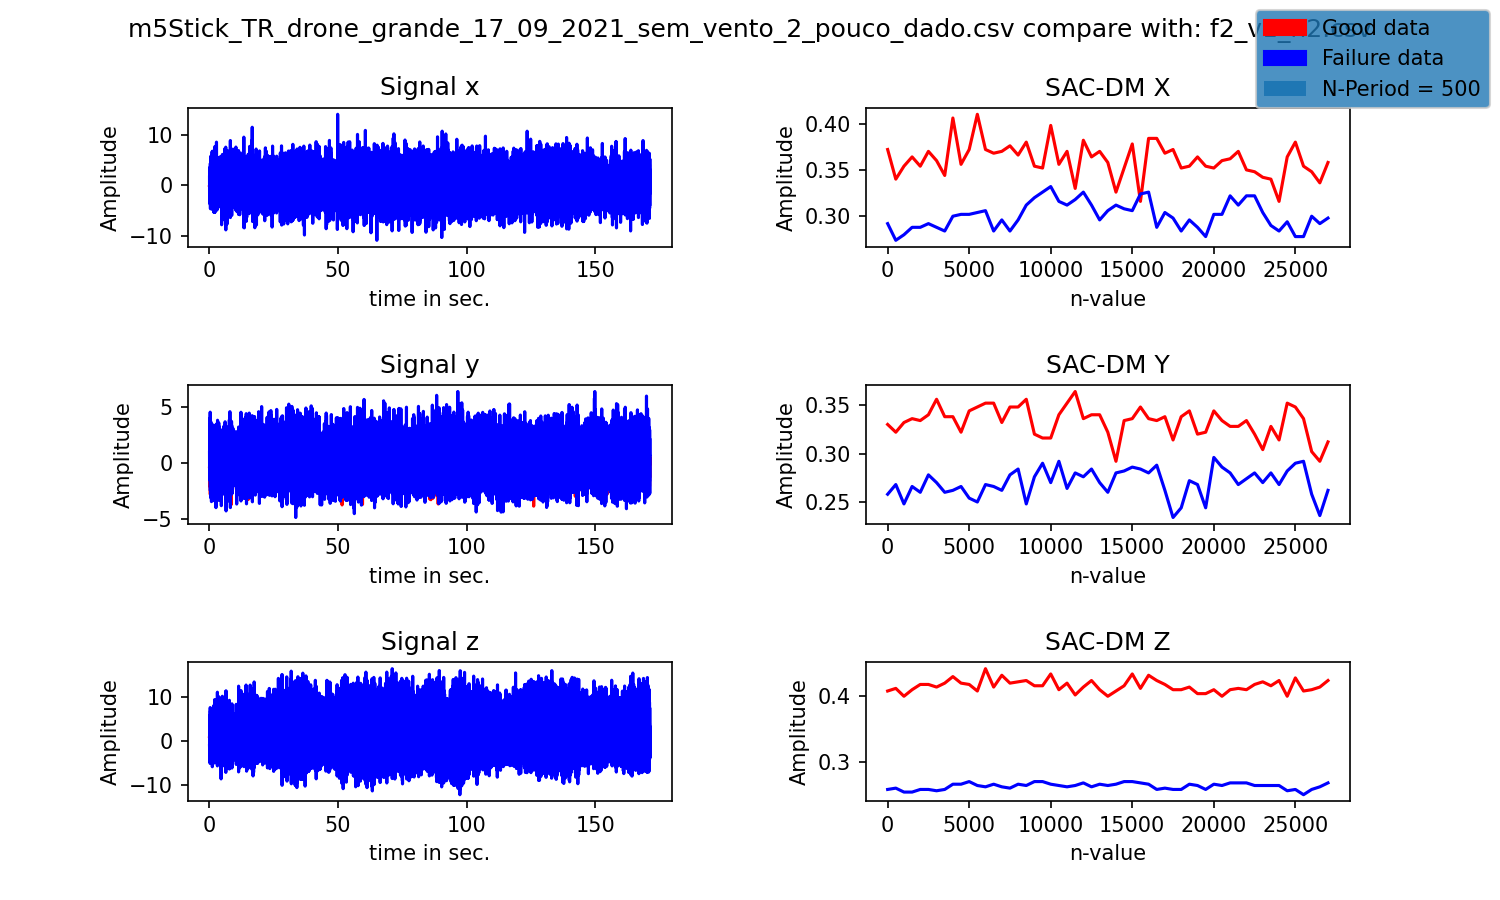 m5Stick_TR_drone_grande_17_09_2021_sem_vento_2_pouco_dado.csv compare with:
Good data
Failure data
N-Period = 500
Signal x
Amplitude
10
0
−10
0 50 100 150
time in sec.
SAC-DM X
Amplitude
0.40
0.35
0.30
0 5000 10000 15000 20000 25000
n-value
Signal y
Amplitude
5
0
−5
0 50 100 150
time in sec.
SAC-DM Y
Amplitude
0.35
0.30
0.25
0 5000 10000 15000 20000 25000
n-value
Signal z
Amplitude
10
0
−10
0 50 100 150
time in sec.
SAC-DM Z
Amplitude
0.4
0.3
0 5000 10000 15000 20000 25000
n-value